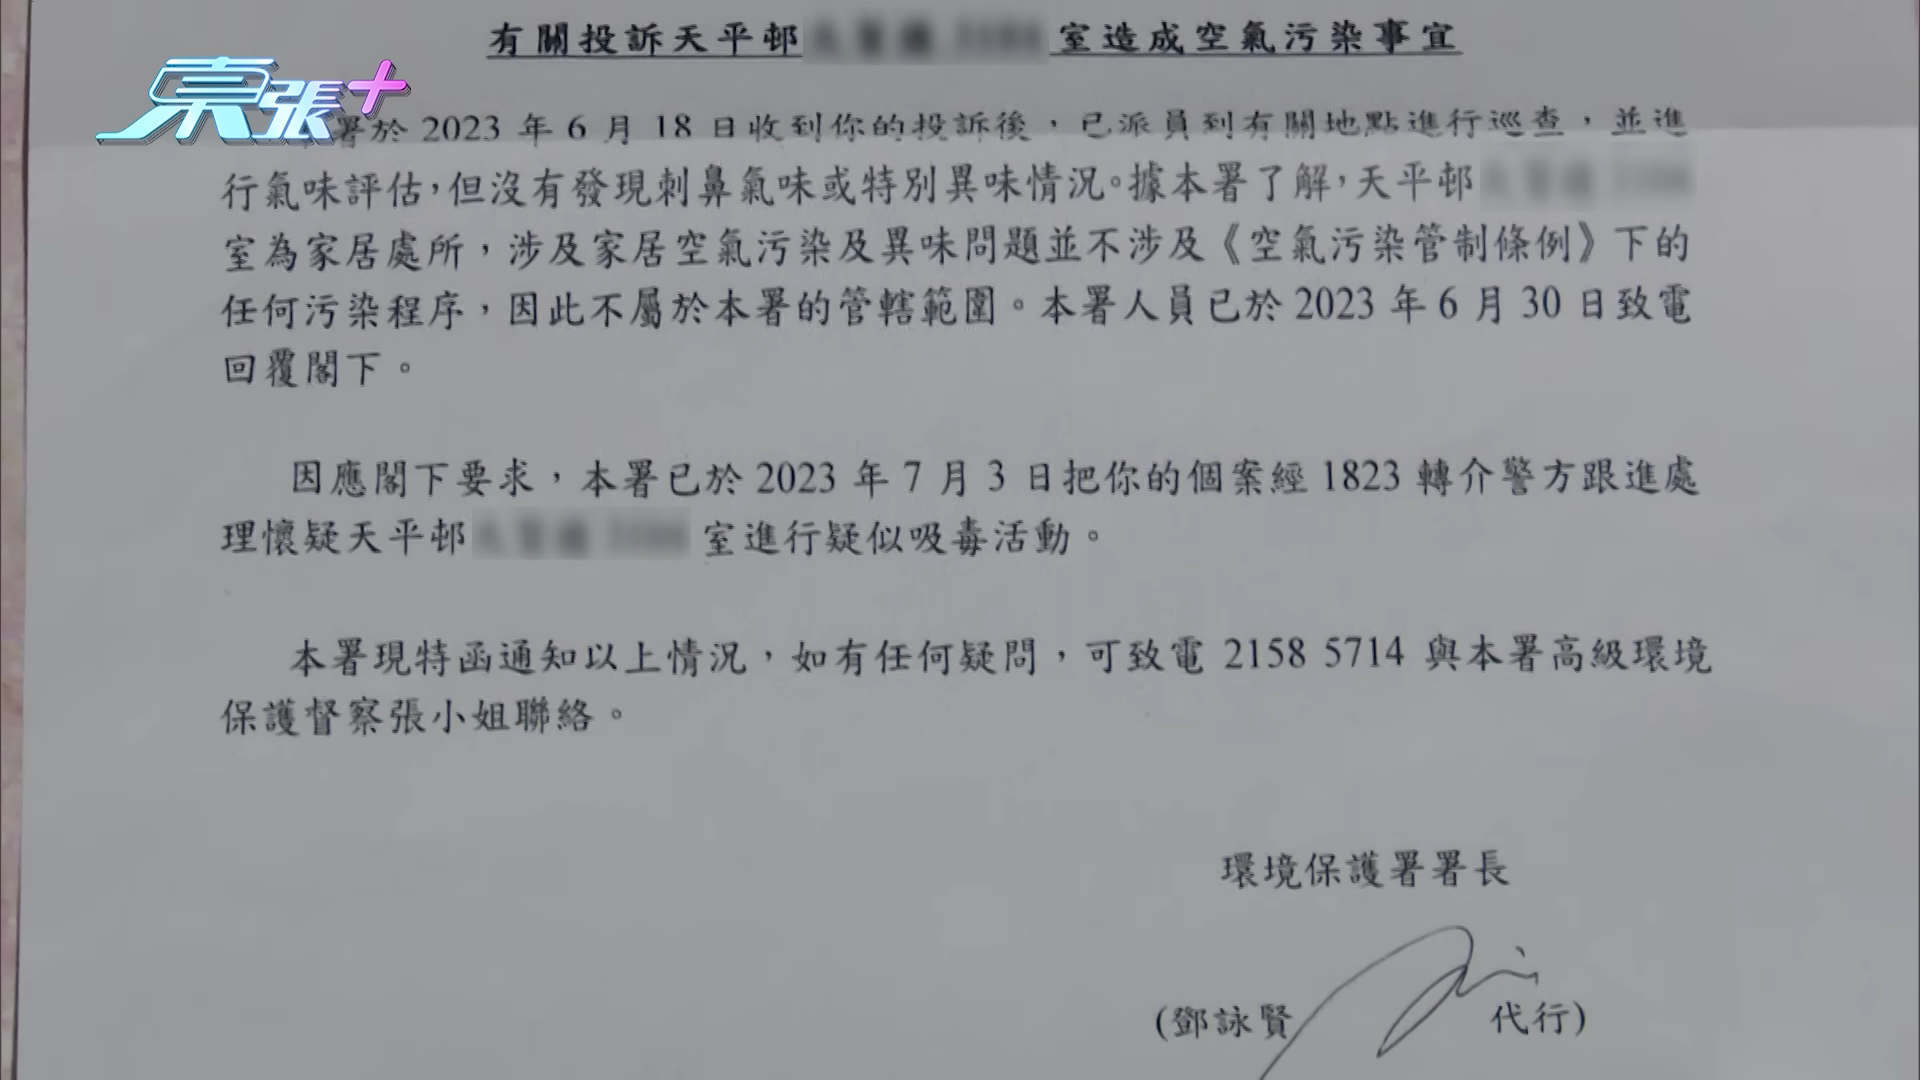 有關投訴天平邨 室造成空氣污染事宜
東張+
署於 2023 年 6 月 18 日收到你的投訴後，已派員到有關地點進行巡查，並進
行氣味評估，但沒有發現刺鼻氣味或特別異味情況。據本署了解，天平邨
室為家居處所，涉及家居空氣污染及異味問題並不涉及《空氣污染管制條例》下的
任何污染程序，因此不屬於本署的管轄範圍。本署人員已於 2023 年 6 月 30 日致電
回覆閣下。
因應閣下要求，本署已於 2023 年 7 月 3 日把你的個案經 1823 轉介警方跟進處
理懷疑天平邨 室進行疑似吸毒活動。
本署現特函通知以上情況，如有任何疑問，可致電 2158 5714 與本署高級環境
保護督察張小姐聯絡。
環境保護署署長
(鄧詠賢 代行)